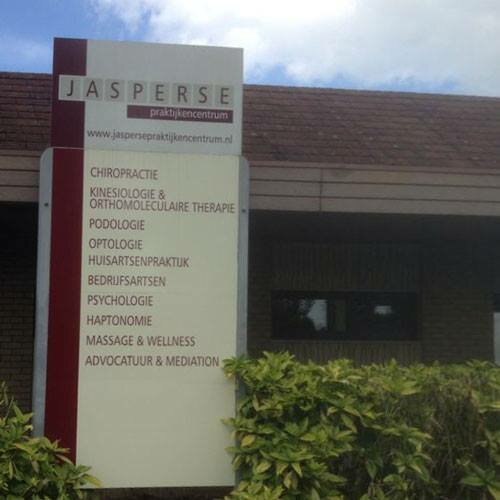 JASPERSE
praktijkencentrum
www.jaspersepraktijkencentrum.nl
CHIROPRACTIE
KINESIOLOGIE &
ORTHOMOLECULAIRE THERAPIE
PODOLOGIE
OPTOLOGIE
HUISARTSENPRAKTIJK
BEDRIJFSARTSEN
PSYCHOLOGIE
HAPTONOMIE
MASSAGE & WELLNESS
ADVOCATUUR & MEDIATION